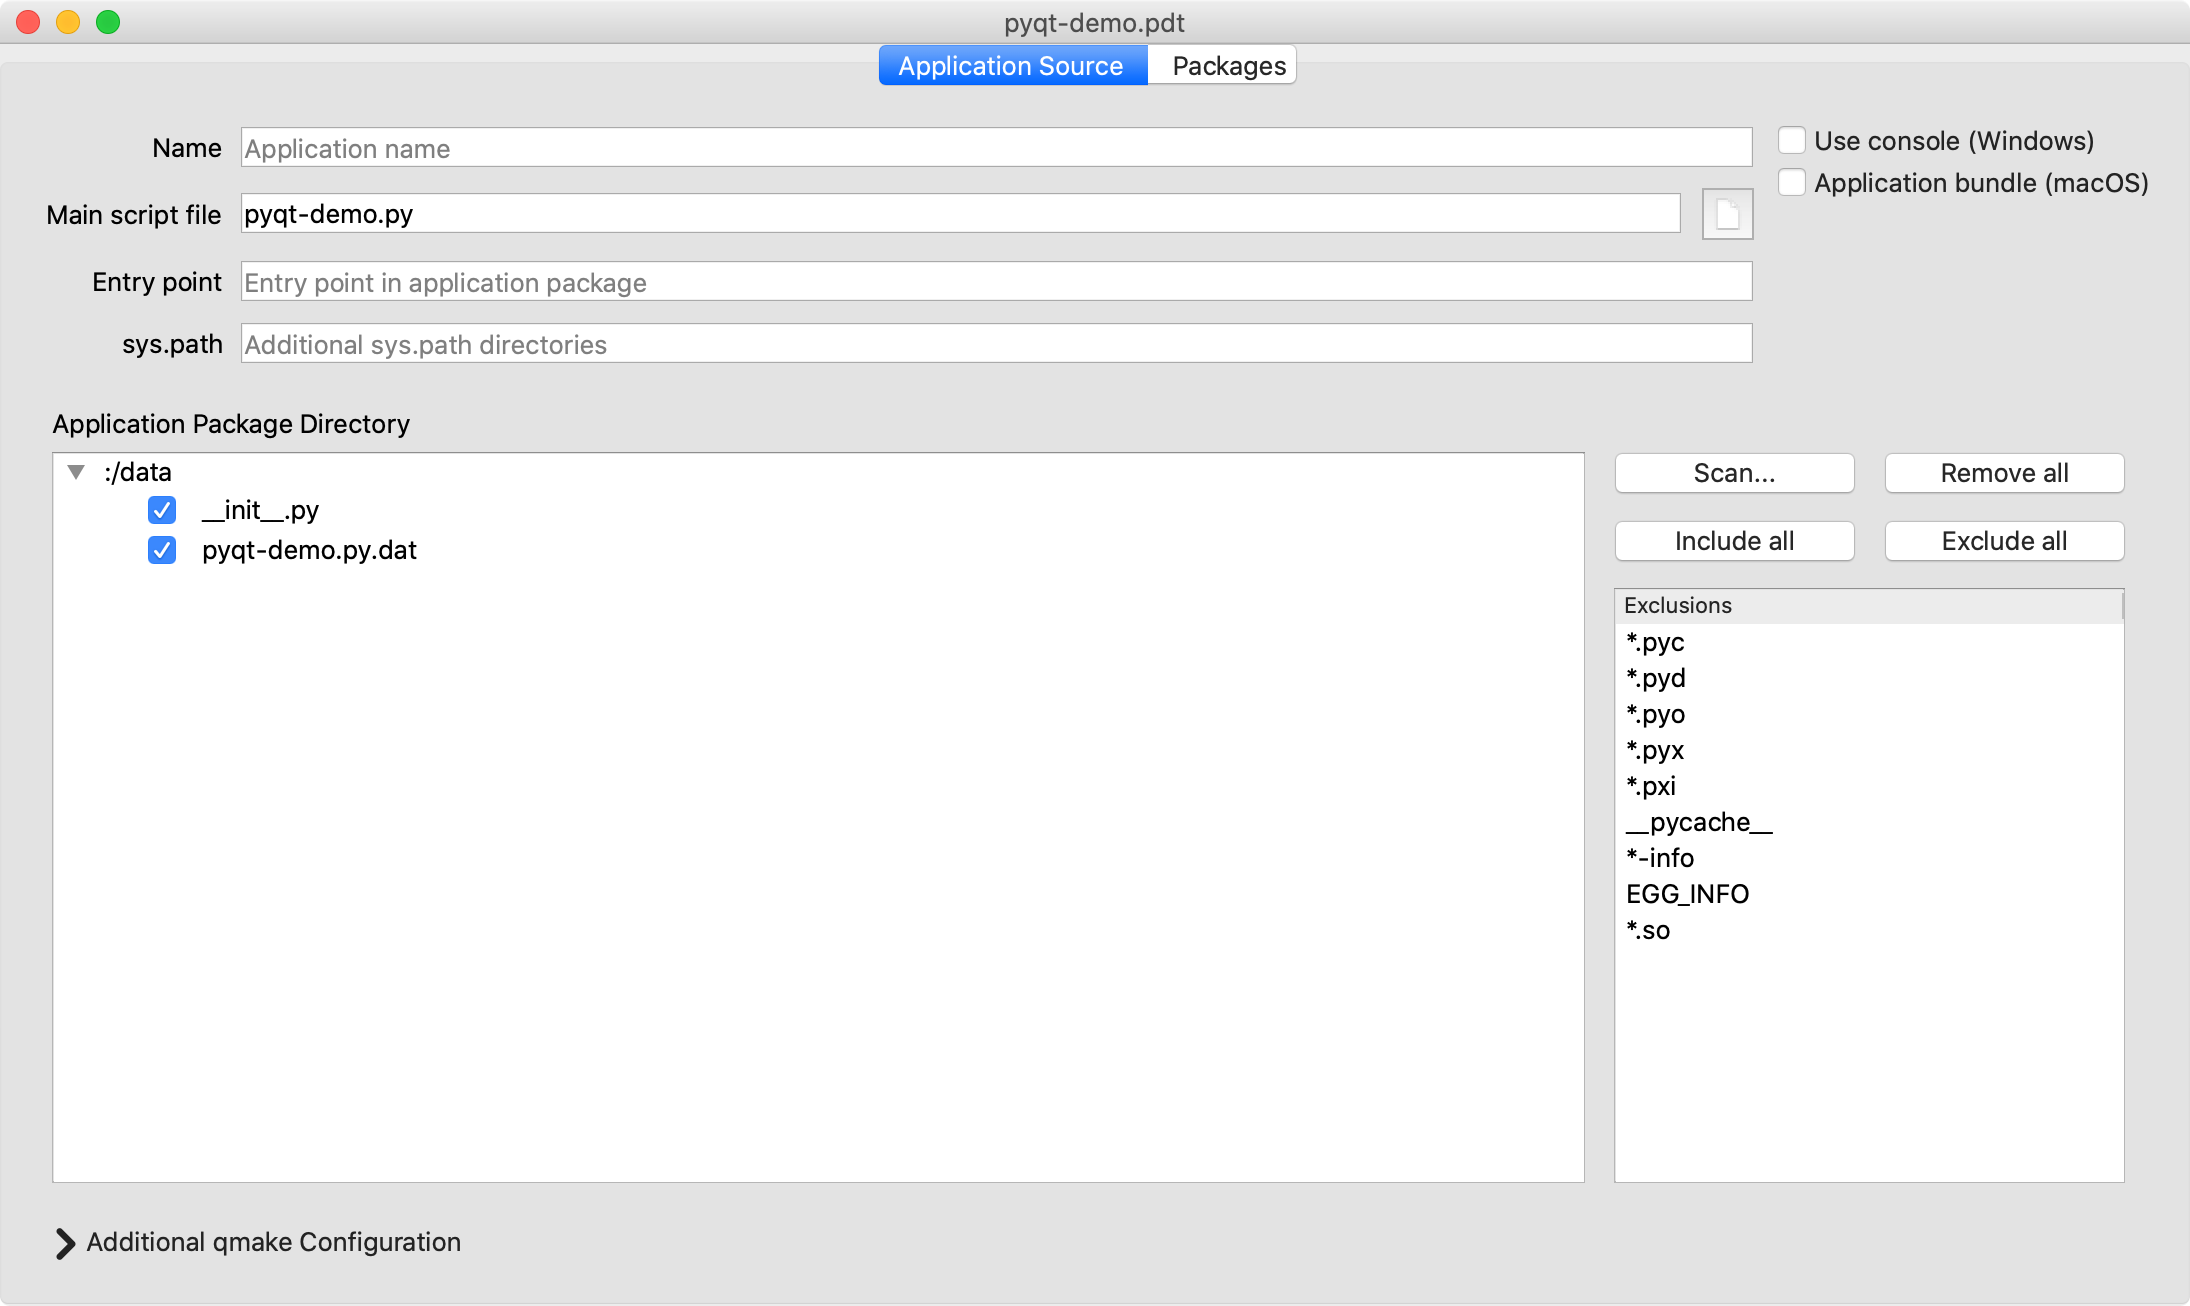 pyqt-demo.pdt
Application Source Packages
Name Application name
Use console (Windows)
Application bundle (macOS)
Main script file pyqt-demo.py
Entry point Entry point in application package
sys.path Additional sys.path directories
Application Package Directory
:/data
__init__.py
pyqt-demo.py.dat
Scan... Remove all
Include all Exclude all
Exclusions
*.pyc
*.pyd
*.pyo
*.pyx
*.pxi
__pycache__
*-info
EGG_INFO
*.so
Additional qmake Configuration